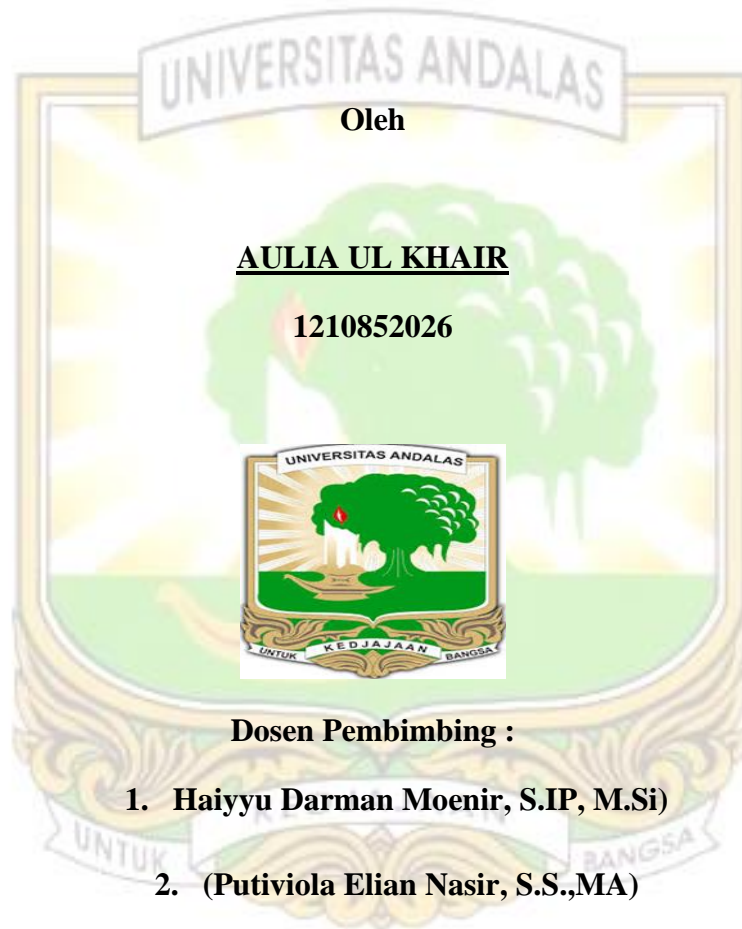 UNIVERSITAS ANDALAS
Oleh
AULIA UL KHAIR
1210852026
UNIVERSITAS ANDALAS
UNTUK KEDJAJAAN BANGSA
Dosen Pembimbing :
1. Haiyyu Darman Moenir, S.IP, M.Si)
UNTUK KEDJAJAAN BANGSA
2. (Putiviola Elian Nasir, S.S.,MA)